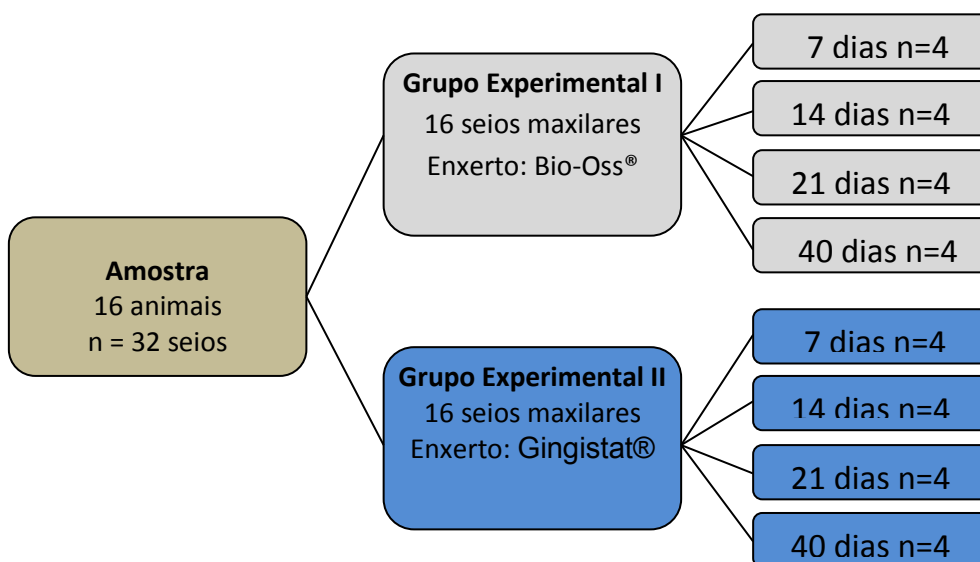 Amostra
16 animais
n = 32 seios
Grupo Experimental I
16 seios maxilares
Enxerto: Bio-Oss®
7 dias n=4
14 dias n=4
21 dias n=4
40 dias n=4
Grupo Experimental II
16 seios maxilares
Enxerto: Gingistat®
7 dias n=4
14 dias n=4
21 dias n=4
40 dias n=4